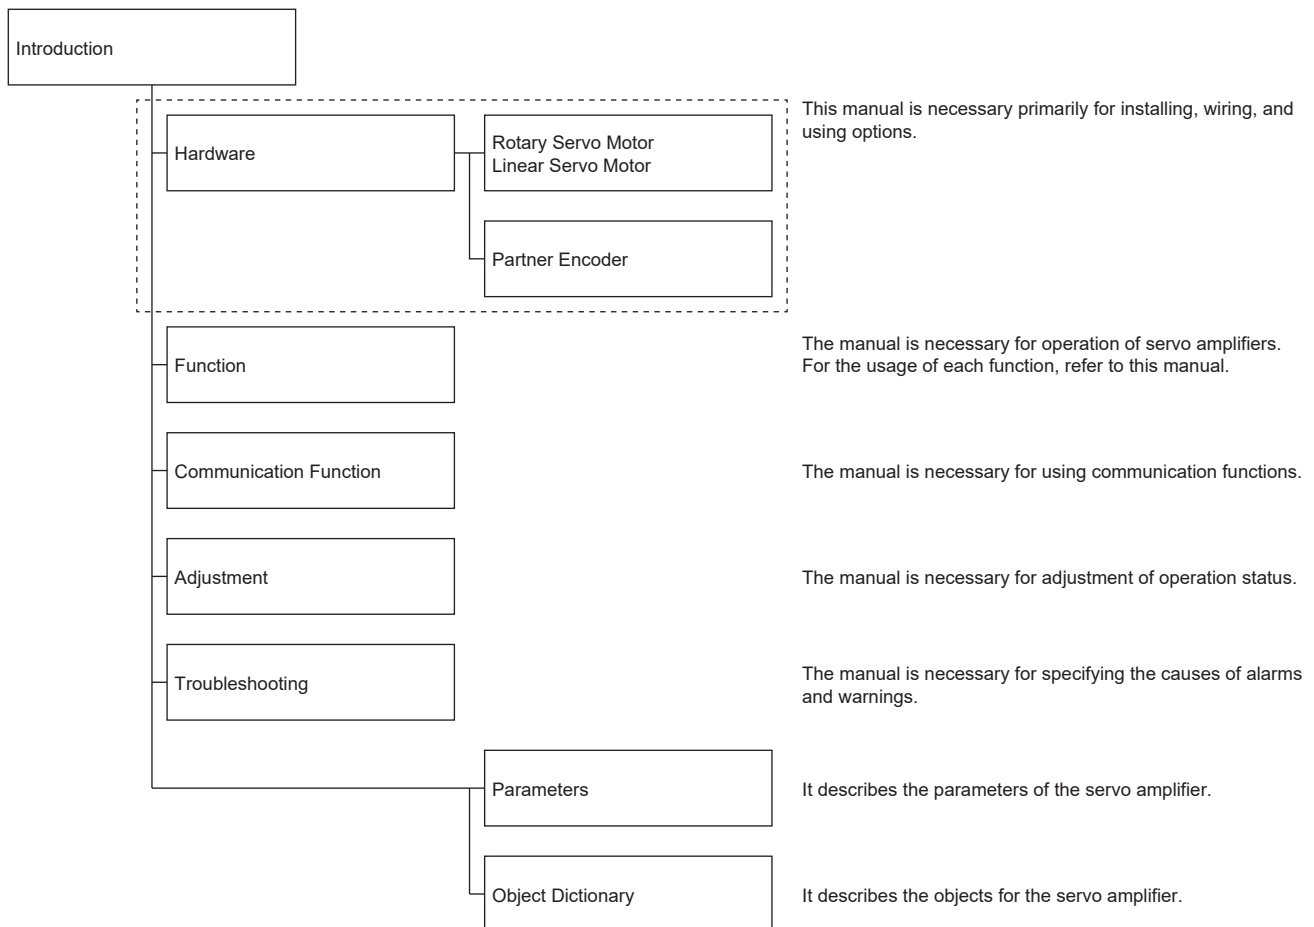 Introduction
This manual is necessary primarily for installing, wiring, and
using options.
Hardware
Rotary Servo Motor
Linear Servo Motor
Partner Encoder
Function
The manual is necessary for operation of servo amplifiers.
For the usage of each function, refer to this manual.
Communication Function
The manual is necessary for using communication functions.
Adjustment
The manual is necessary for adjustment of operation status.
Troubleshooting
The manual is necessary for specifying the causes of alarms
and warnings.
Parameters
It describes the parameters of the servo amplifier.
Object Dictionary
It describes the objects for the servo amplifier.